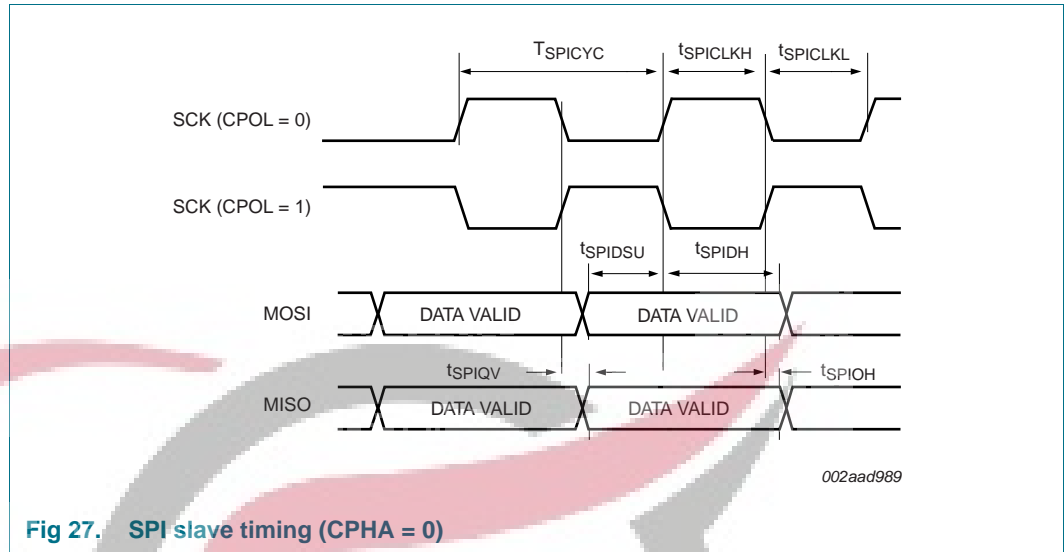 TSPICYC tSPICLKH tSPICLKL
SCK (CPOL = 0)
SCK (CPOL = 1)
tSPIDSU tSPIDH
MOSI DATA VALID DATA VALID
tSPIQV tSPIOH
MISO DATA VALID DATA VALID
002aad989
Fig 27. SPI slave timing (CPHA = 0)